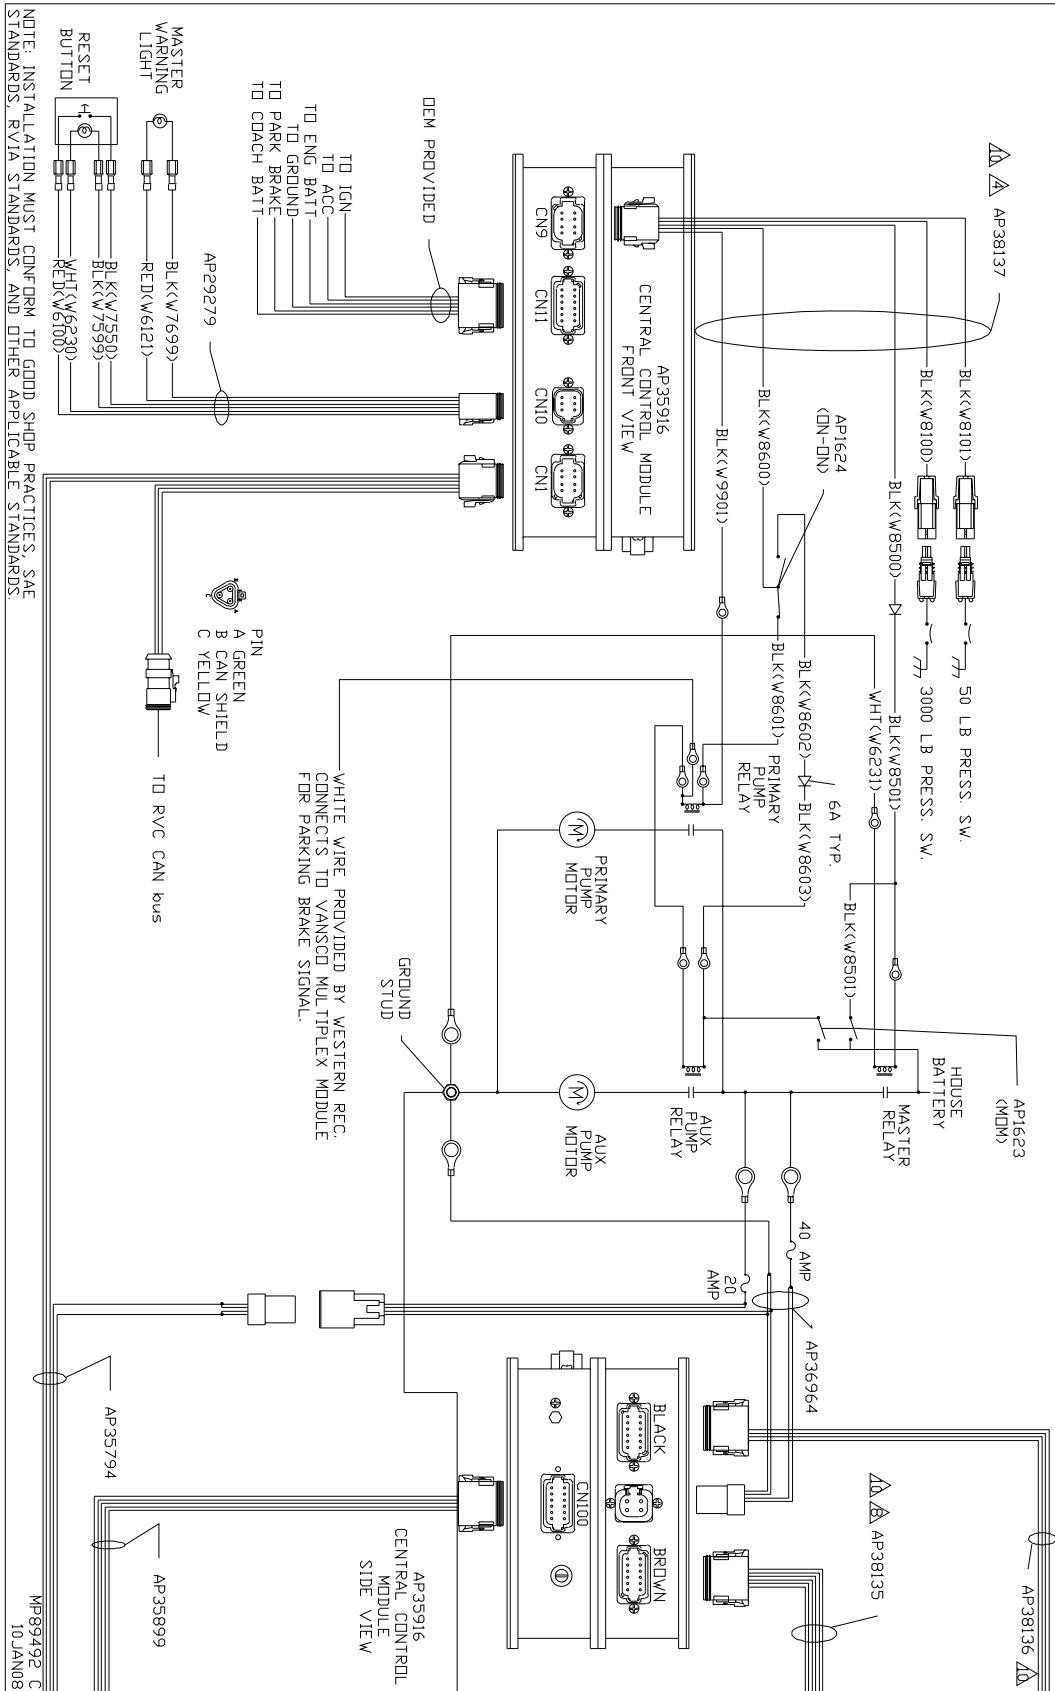 AP38137
10
4
BLK(W8101)
50 LB PRESS. SW.
BLK(W8100)
3000 LB PRESS. SW.
BLK(W8500)
BLK(W8501)
WHT(W6231)
BLK(W8501)
AP1623
(MOM)
HOUSE
BATTERY
MASTER
RELAY
AP1624
(ON-ON)
BLK(W8600)
BLK(W9901)
BLK(W8602)
6A TYP.
BLK(W8603)
BLK(W8601)
PRIMARY
PUMP
RELAY
AUX
PUMP
RELAY
PRIMARY
PUMP
MOTOR
M
AUX
PUMP
MOTOR
M
AP35916
CENTRAL CONTROL MODULE
FRONT VIEW
CN9
CN11
CN10
CN1
OEM PROVIDED
TO IGN
TO ACC
TO ENG BATT
TO GROUND
TO PARK BRAKE
TO COACH BATT
AP29279
MASTER
WARNING
LIGHT
BLK(W7699)
RED(W6121)
RESET
BUTTON
BLK(W7550)
BLK(W7599)
WHT(W6230)
RED(W6100)
PIN
A GREEN
B CAN SHIELD
C YELLOW
B
A
C
TO RVC CAN bus
WHITE WIRE PROVIDED BY WESTERN REC.
CONNECTS TO VANSCO MULTIPLEX MODULE
FOR PARKING BRAKE SIGNAL.
GROUND
STUD
40 AMP
20
AMP
AP36964
AP38136
10
10
8
AP38135
BLACK
BROWN
CN100
AP35916
CENTRAL CONTROL
MODULE
SIDE VIEW
AP35794
AP35899
NOTE: INSTALLATION MUST CONFORM TO GOOD SHOP PRACTICES, SAE
STANDARDS, RVIA STANDARDS, AND OTHER APPLICABLE STANDARDS.
MP89492 C
10JAN08